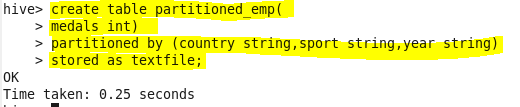 hive> create table partitioned_emp(
    > medals int)
    > partitioned by (country string,sport string,year string)
    > stored as textfile;
OK
Time taken: 0.25 seconds